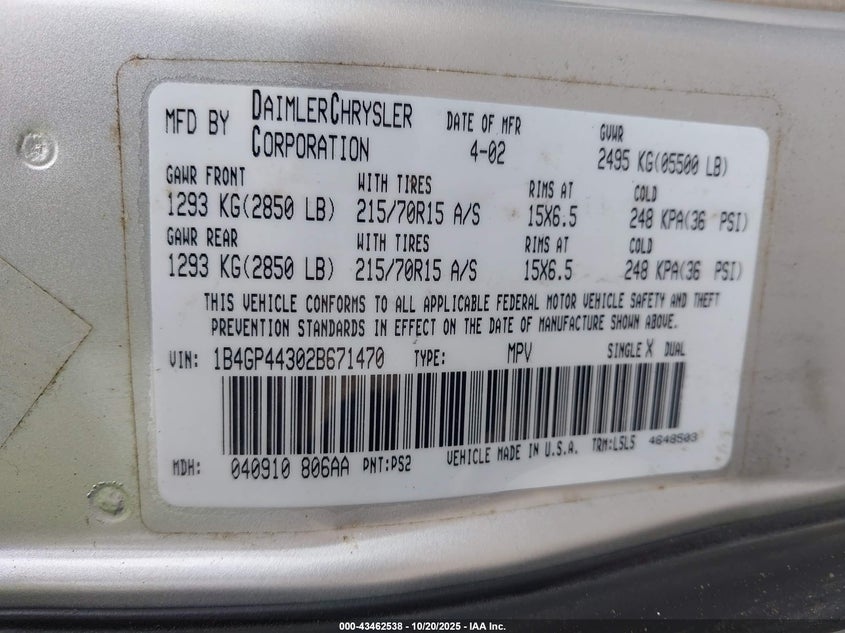 MFD BY DAIMLERCHRYSLER CORPORATION DATE OF MFR 4-02 GVWR 2495 KG(05500 LB)
GAWR FRONT WITH TIRES RIMS AT COLD
1293 KG(2850 LB) 215/70R15 A/S 15X6.5 248 KPA(36 PSI)
GAWR REAR WITH TIRES RIMS AT COLD
1293 KG(2850 LB) 215/70R15 A/S 15X6.5 248 KPA(36 PSI)
THIS VEHICLE CONFORMS TO ALL APPLICABLE FEDERAL MOTOR VEHICLE SAFETY AND THEFT
PREVENTION STANDARDS IN EFFECT ON THE DATE OF MANUFACTURE SHOWN ABOVE.
VIN: 1B4GP44302B671470 TYPE: MPV SINGLE X DUAL
MDH: 040910 806AA PNT:PS2 VEHICLE MADE IN U.S.A. TRM:L5L5 4648503
000-43462538 - 10/20/2025 - IAA Inc.